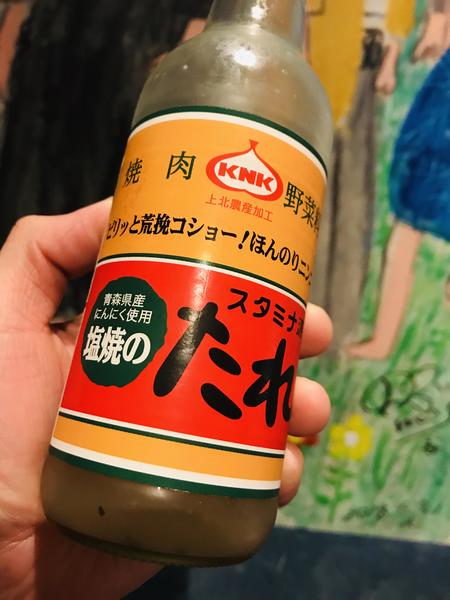 焼 肉
KNK
野菜
上北農産加工
ピリッと荒挽コショー!ほんのりニン
スタミナ
青森県産
にんにく使用
塩焼の
たれ